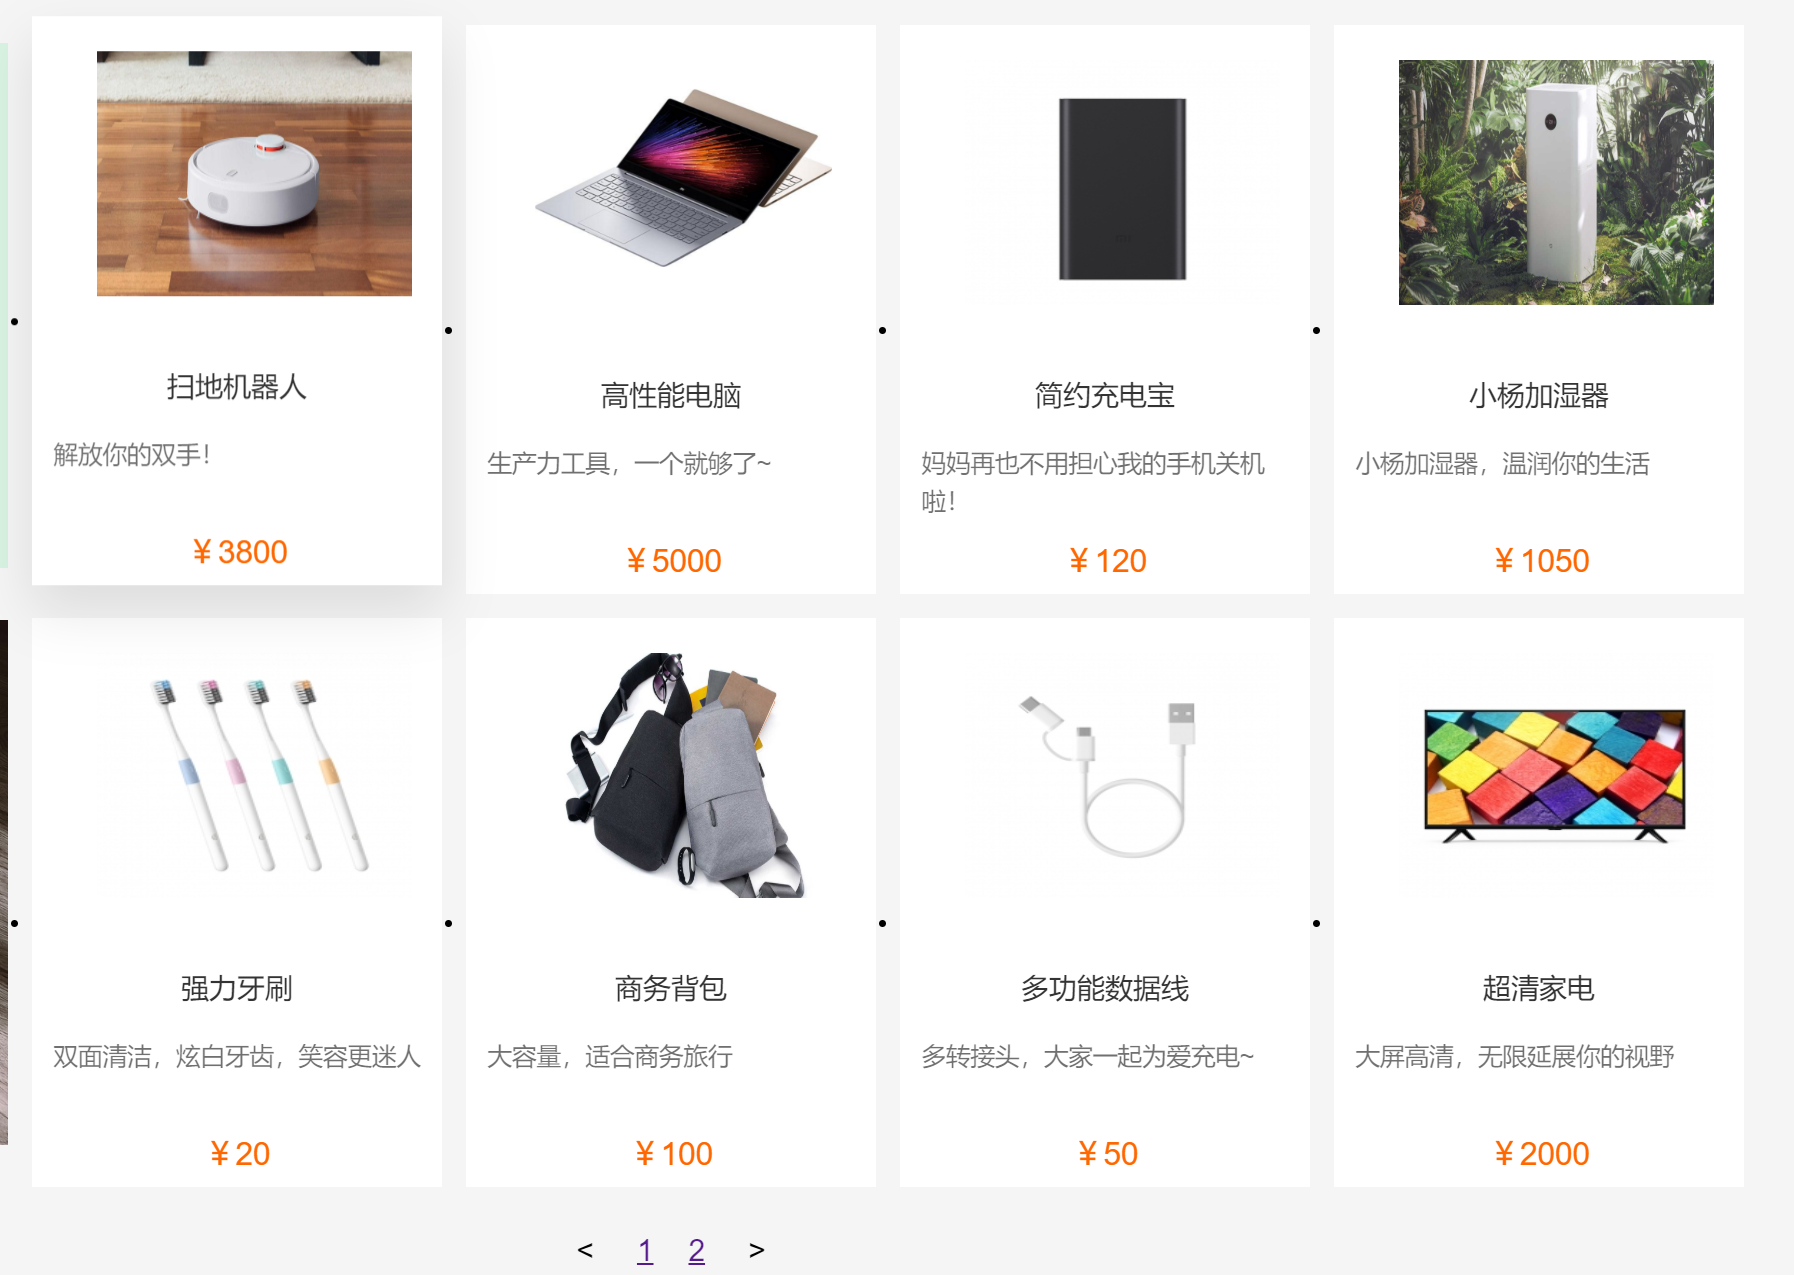 扫地机器人
解放你的双手！
¥ 3800
高性能电脑
生产力工具，一个就够了~
¥ 5000
简约充电宝
妈妈再也不用担心我的手机关机
啦！
¥ 120
小杨加湿器
小杨加湿器，温润你的生活
¥ 1050
强力牙刷
双面清洁，炫白牙齿，笑容更迷人
¥ 20
商务背包
大容量，适合商务旅行
¥ 100
多功能数据线
多转接头，大家一起为爱充电~
¥ 50
超清家电
大屏高清，无限延展你的视野
¥ 2000
< 1 2 >